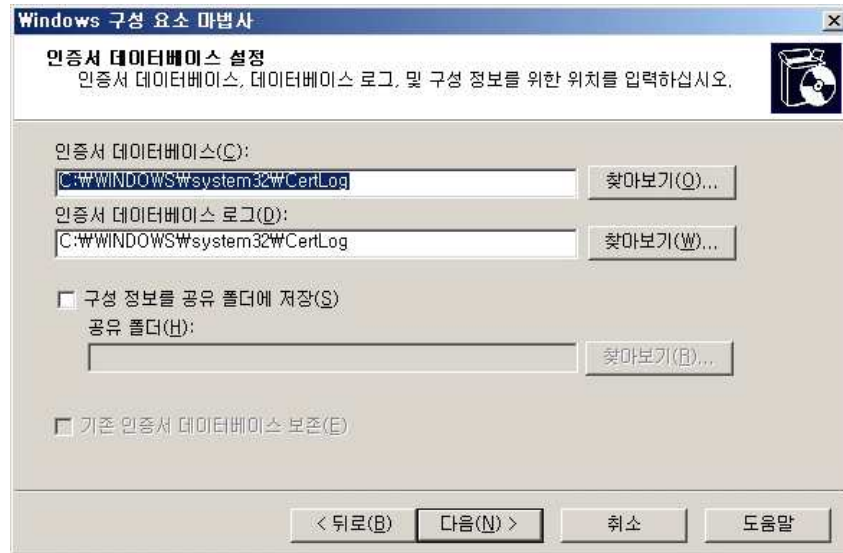 Windows 구성 요소 마법사
인증서 데이터베이스 설정
인증서 데이터베이스, 데이터베이스 로그, 및 구성 정보를 위한 위치를 입력하십시오.
인증서 데이터베이스(C):
C:₩WINDOWS₩system32₩CertLog
찾아보기(O)...
인증서 데이터베이스 로그(D):
C:₩WINDOWS₩system32₩CertLog
찾아보기(W)...
구성 정보를 공유 폴더에 저장(S)
공유 폴더(H):
찾아보기(R)...
기존 인증서 데이터베이스 보존(E)
< 뒤로(B) 다음(N) > 취소 도움말